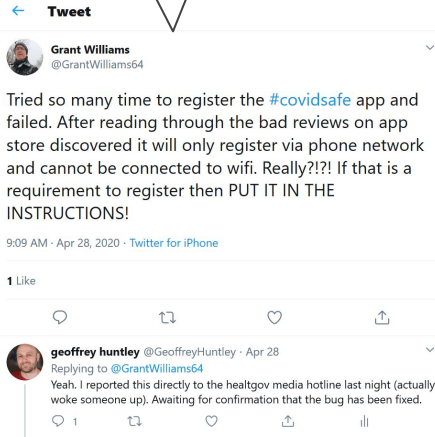 Tweet
Grant Williams
@GrantWilliams64
Tried so many time to register the #covidsafe app and
failed. After reading through the bad reviews on app
store discovered it will only register via phone network
and cannot be connected to wifi. Really?!?! If that is a
requirement to register then PUT IT IN THE
INSTRUCTIONS!
9:09 AM · Apr 28, 2020 · Twitter for iPhone
1 Like
geoffrey huntley @GeoffreyHuntley · Apr 28
Replying to @GrantWilliams64
Yeah. I reported this directly to the healtgov media hotline last night (actually
woke someone up). Awaiting for confirmation that the bug has been fixed.
1